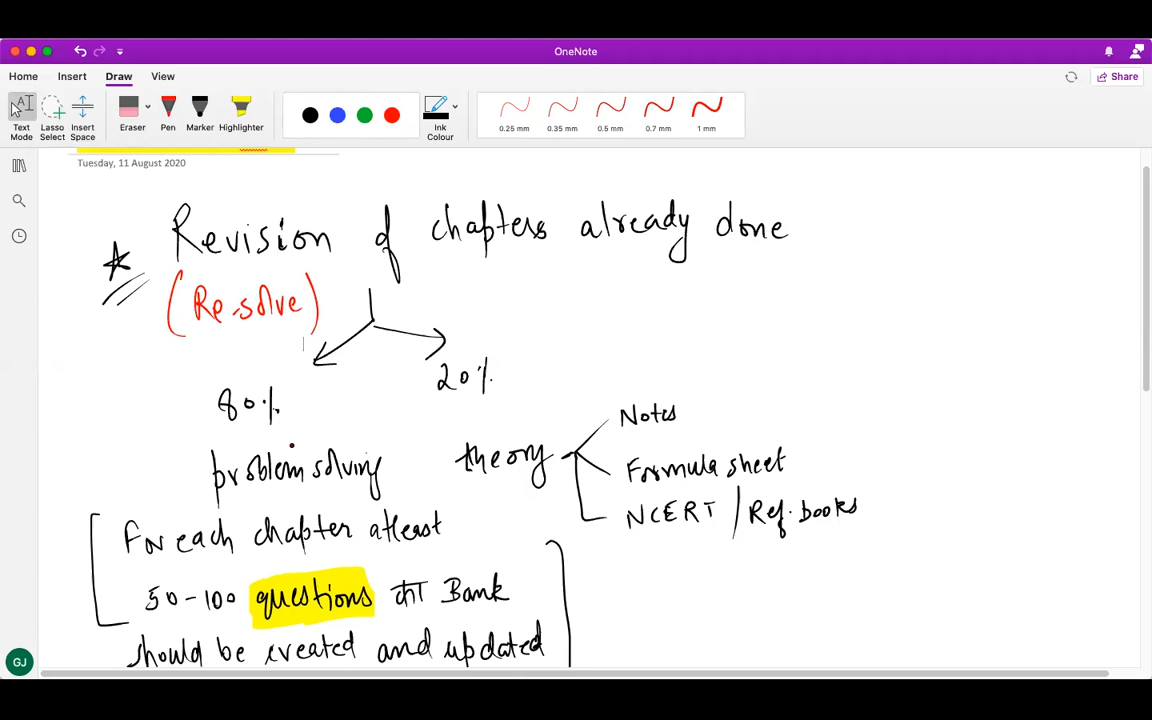 OneNote
Home Insert Draw View
Share
Text Mode
Lasso Select
Insert Space
Eraser
Pen
Marker
Highlighter
Ink Colour
0.25 mm
0.35 mm
0.5 mm
0.7 mm
1 mm
Tuesday, 11 August 2020
Revision of chapters already done
(Re-solve)
80%
20%
problem solving
theory
Notes
Formula sheet
NCERT / Ref. books
For each chapter atleast
50-100 questions Bank
should be created and updated
GJ